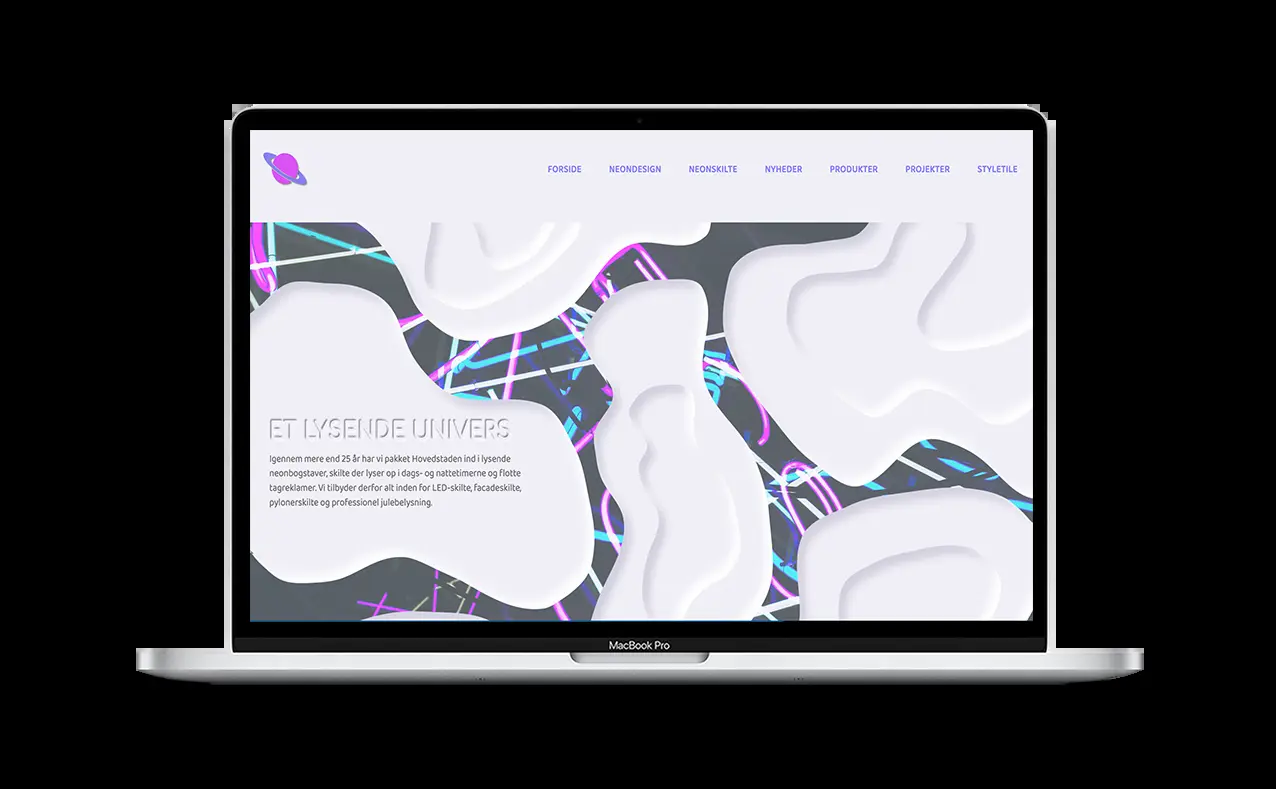 FORSIDE NEONDESIGN NEONSKILTE NYHEDER PRODUKTER PROJEKTER STYLETILE
ET LYSENDE UNIVERS
Igennem mere end 25 år har vi pakket Hovedstaden ind i lysende
neonbogstaver, skilte der lyser op i dags- og nattetimerne og flotte
tagreklamer. Vi tilbyder derfor alt inden for LED-skilte, facadeskilte,
pylonerskilte og professionel julebelysning.
MacBook Pro